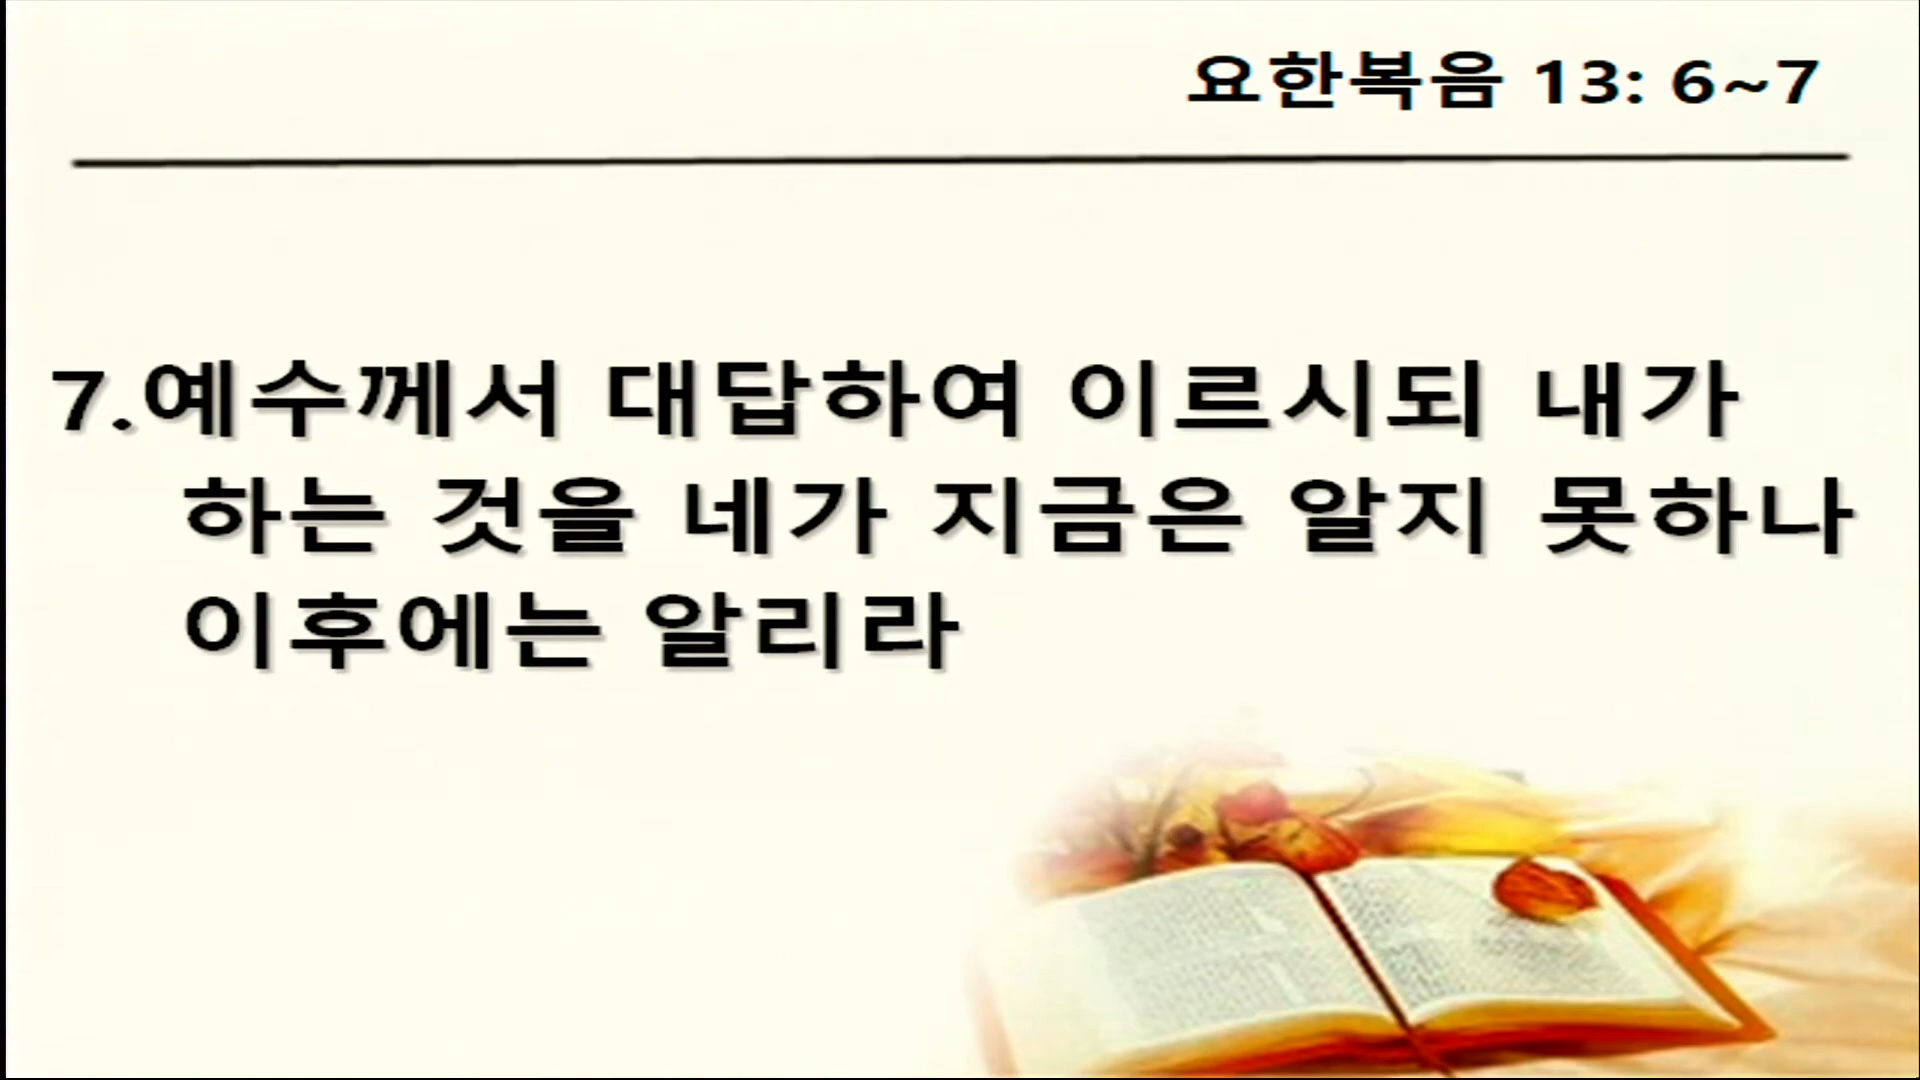 요한복음 13: 6~7
7.예수께서 대답하여 이르시되 내가
하는 것을 네가 지금은 알지 못하나
이후에는 알리라